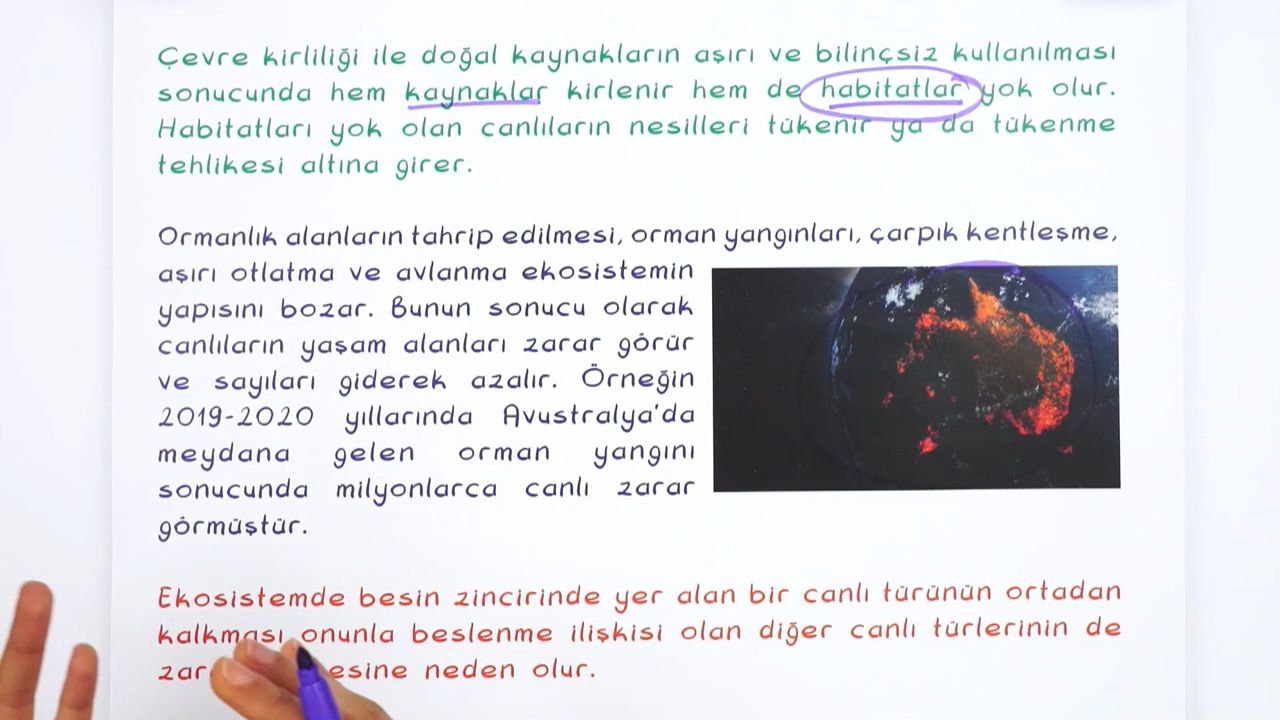 Çevre kirliliği ile doğal kaynakların aşırı ve bilinçsiz kullanılması
sonucunda hem kaynaklar kirlenir hem de habitatlar yok olur.
Habitatları yok olan canlıların nesilleri tükenir ya da tükenme
tehlikesi altına girer.
Ormanlık alanların tahrip edilmesi, orman yangınları, çarpık kentleşme,
aşırı otlatma ve avlanma ekosistemin
yapısını bozar. Bunun sonucu olarak
canlıların yaşam alanları zarar görür
ve sayıları giderek azalır. Örneğin
2019-2020 yıllarında Avustralya'da
meydana gelen orman yangını
sonucunda milyonlarca canlı zarar
görmüştür.
Ekosistemde besin zincirinde yer alan bir canlı türünün ortadan
kalkması onunla beslenme ilişkisi olan diğer canlı türlerinin de
neden olur.